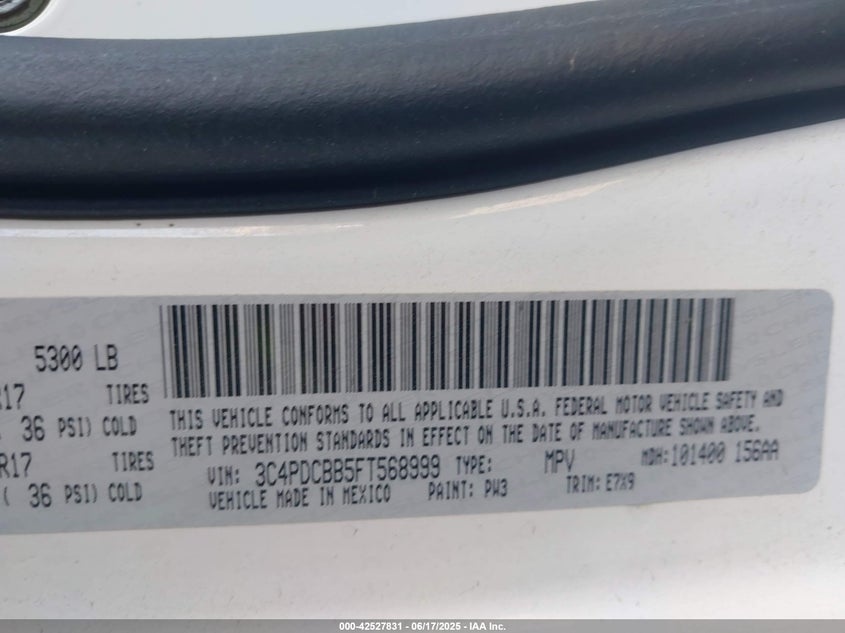 5300 LB
R17 TIRES
36 PSI) COLD
R17 TIRES
( 36 PSI) COLD
THIS VEHICLE CONFORMS TO ALL APPLICABLE U.S.A. FEDERAL MOTOR VEHICLE SAFETY AND
THEFT PREVENTION STANDARDS IN EFFECT ON THE DATE OF MANUFACTURE SHOWN ABOVE.
VIN: 3C4PDCBB5FT568999 TYPE: MPV MDH:101400 156AA
VEHICLE MADE IN MEXICO PAINT: PW3 TRIM: E7X9
000-42527831 - 06/17/2025 - IAA Inc.